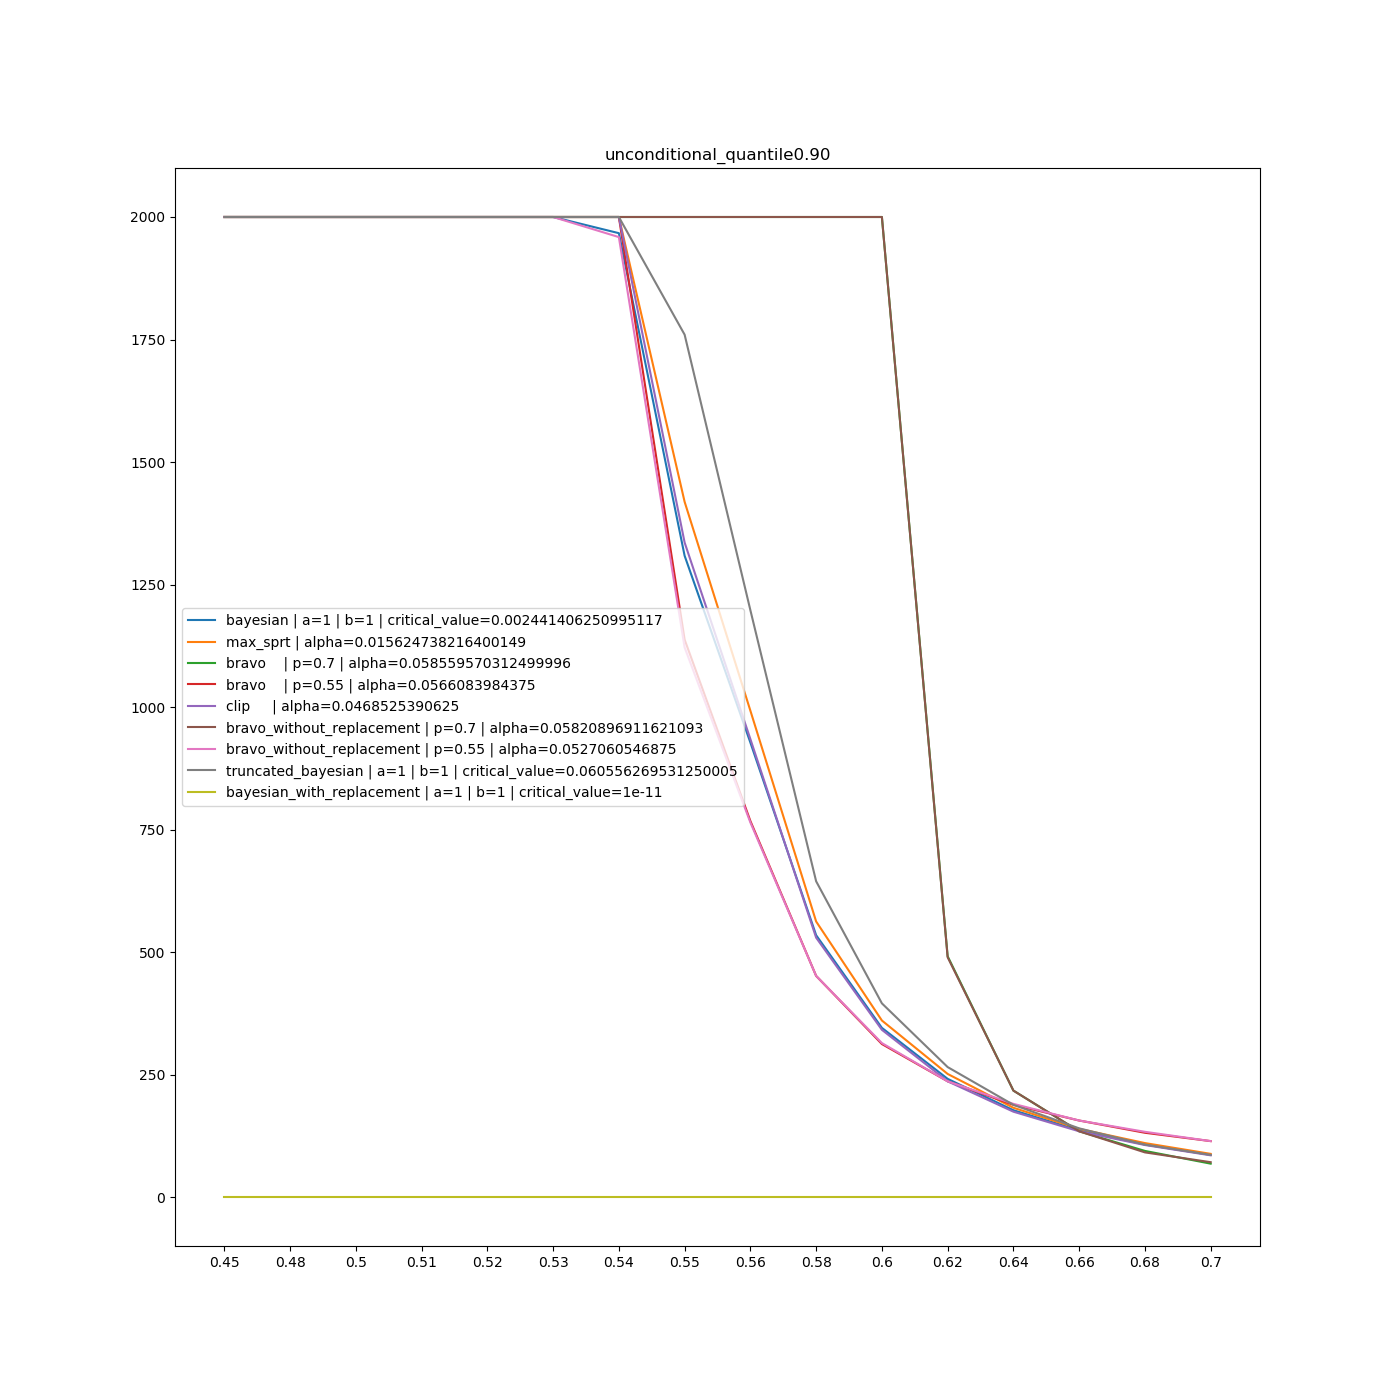 unconditional_quantile0.90
2000
1750
1500
1250
1000
750
500
250
0
bayesian | a=1 | b=1 | critical_value=0.002441406250995117
max_sprt | alpha=0.015624738216400149
bravo    | p=0.7 | alpha=0.058559570312499996
bravo    | p=0.55 | alpha=0.0566083984375
clip     | alpha=0.0468525390625
bravo_without_replacement | p=0.7 | alpha=0.05820896911621093
bravo_without_replacement | p=0.55 | alpha=0.0527060546875
truncated_bayesian | a=1 | b=1 | critical_value=0.060556269531250005
bayesian_with_replacement | a=1 | b=1 | critical_value=1e-11
0.45 0.48 0.5 0.51 0.52 0.53 0.54 0.55 0.56 0.58 0.6 0.62 0.64 0.66 0.68 0.7